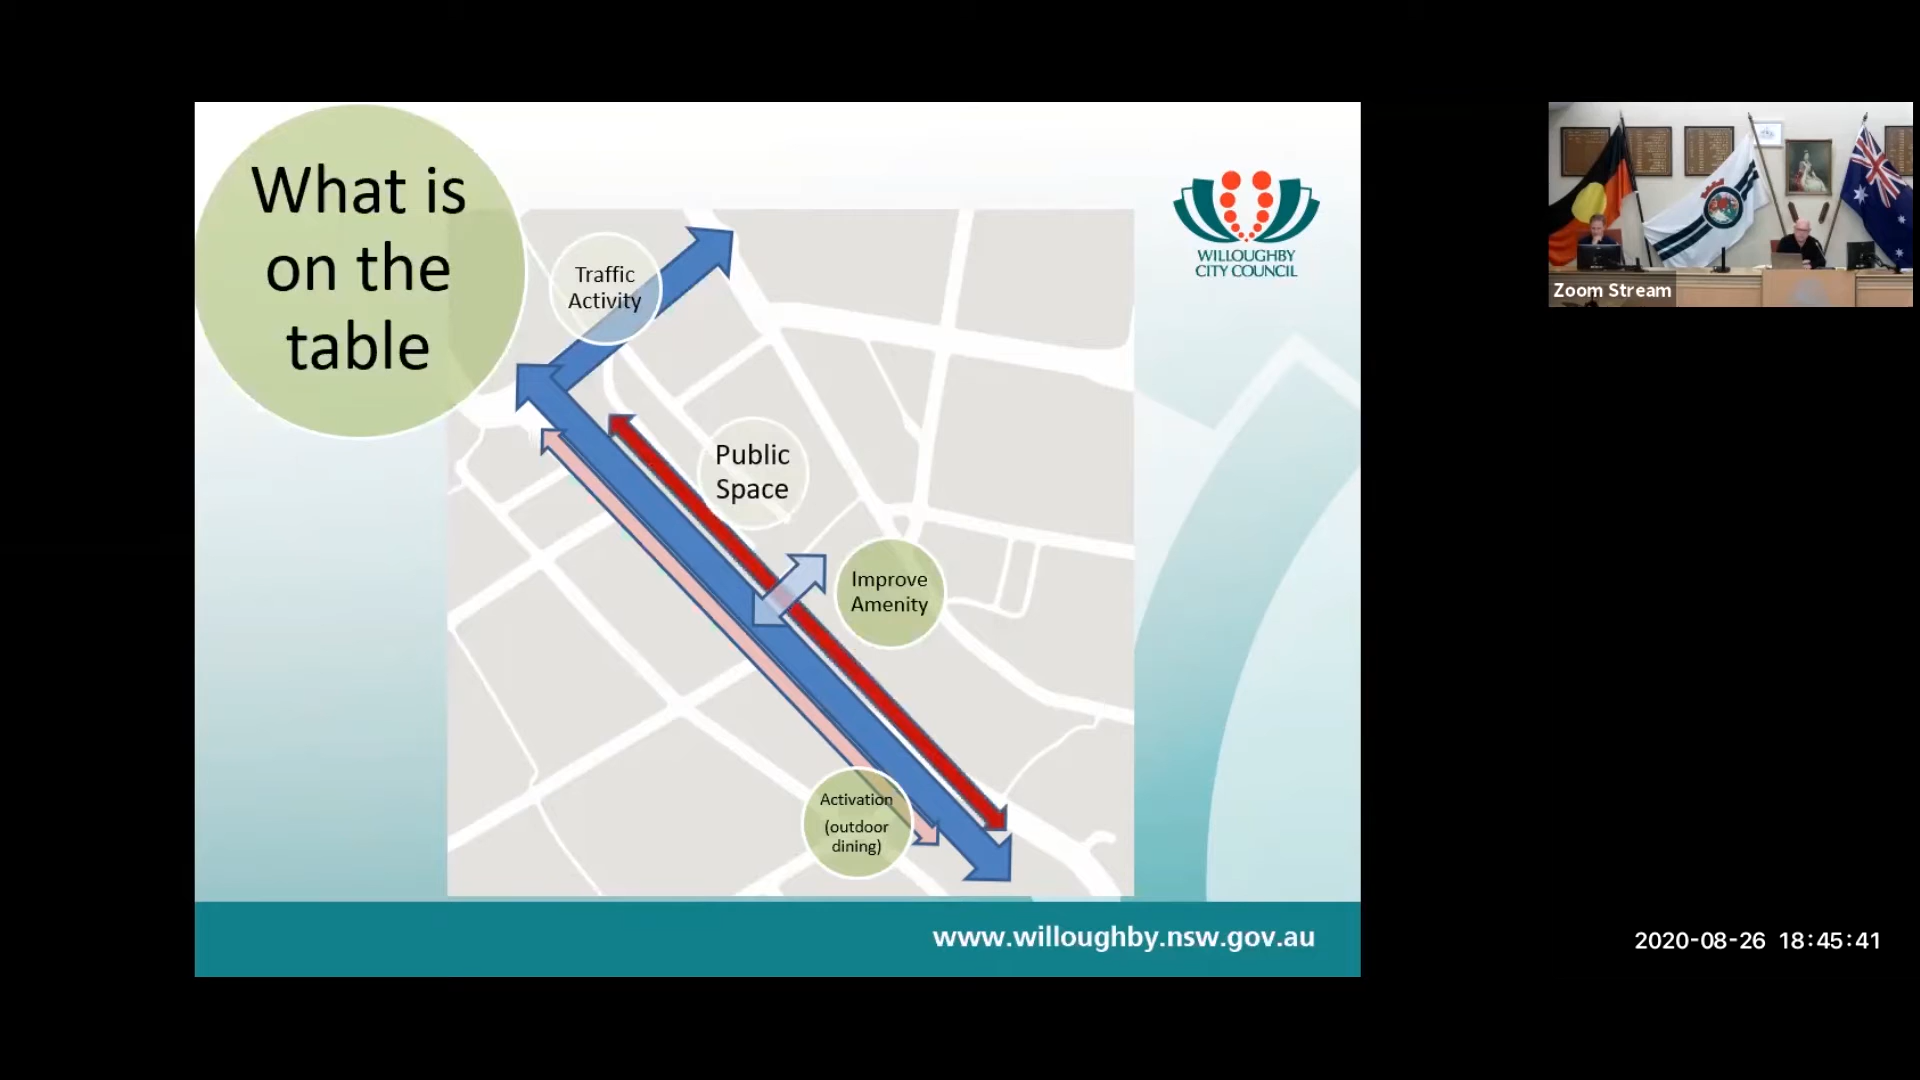 What is
on the
table
Traffic
Activity
Public
Space
Improve
Amenity
Activation
(outdoor
dining)
WILLOUGHBY
CITY COUNCIL
www.willoughby.nsw.gov.au
Zoom Stream
2020-08-26 18:45:41